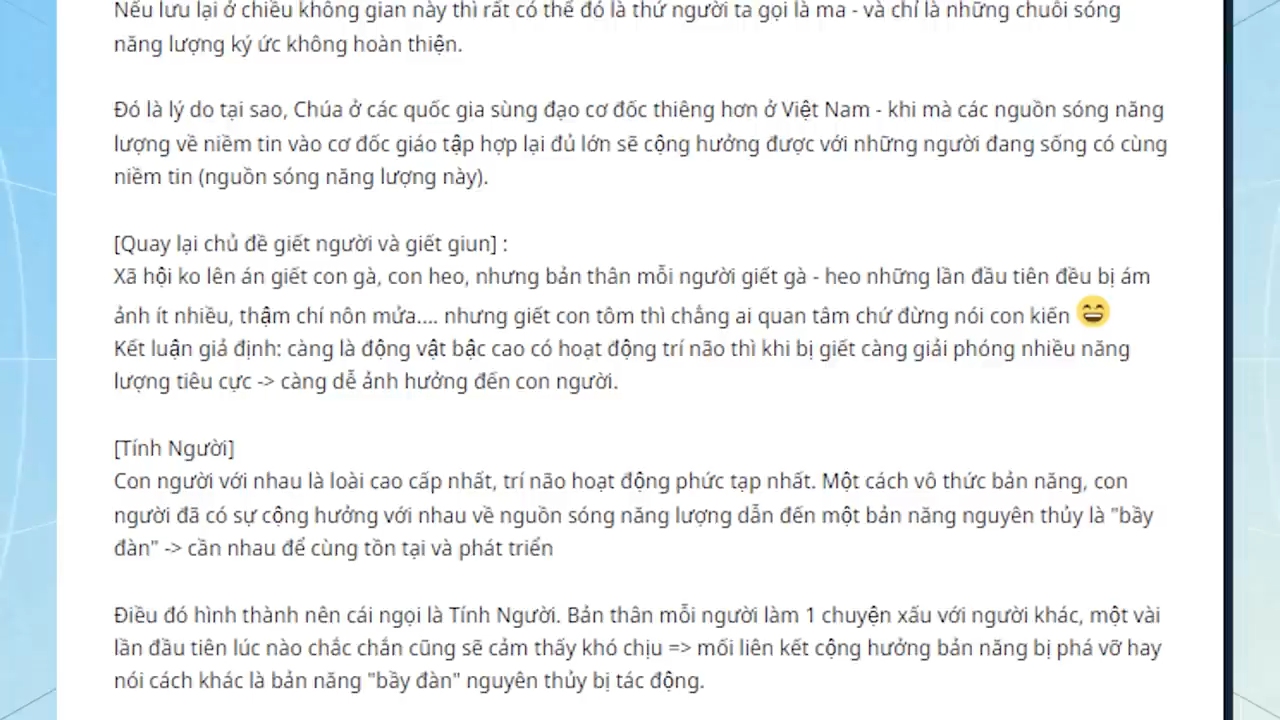 Nếu lưu lại ở chiều không gian này thì rất có thể đó là thứ người ta gọi là ma - và chỉ là những chuỗi sóng
năng lượng ký ức không hoàn thiện.
Đó là lý do tại sao, Chúa ở các quốc gia sùng đạo cơ đốc thiêng hơn ở Việt Nam - khi mà các nguồn sóng năng
lượng về niềm tin vào cơ đốc giáo tập hợp lại đủ lớn sẽ cộng hưởng được với những người đang sống có cùng
niềm tin (nguồn sóng năng lượng này).
[Quay lại chủ đề giết người và giết giun] :
Xã hội ko lên án giết con gà, con heo, nhưng bản thân mỗi người giết gà - heo những lần đầu tiên đều bị ám
ảnh ít nhiều, thậm chí nôn mửa.... nhưng giết con tôm thì chẳng ai quan tâm chứ đừng nói con kiến 😄
Kết luận giả định: càng là động vật bậc cao có hoạt động trí não thì khi bị giết càng giải phóng nhiều năng
lượng tiêu cực -> càng dễ ảnh hưởng đến con người.
[Tính Người]
Con người với nhau là loài cao cấp nhất, trí não hoạt động phức tạp nhất. Một cách vô thức bản năng, con
người đã có sự cộng hưởng với nhau về nguồn sóng năng lượng dẫn đến một bản năng nguyên thủy là "bầy
đàn" -> cần nhau để cùng tồn tại và phát triển
Điều đó hình thành nên cái ngọi là Tính Người. Bản thân mỗi người làm 1 chuyện xấu với người khác, một vài
lần đầu tiên lúc nào chắc chắn cũng sẽ cảm thấy khó chịu => mối liên kết cộng hưởng bản năng bị phá vỡ hay
nói cách khác là bản năng "bầy đàn" nguyên thủy bị tác động.